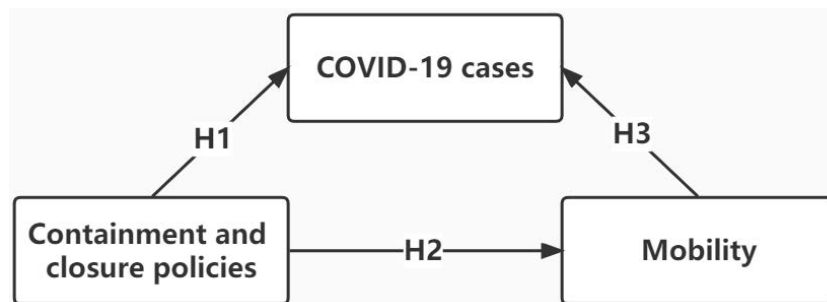 COVID-19 cases
H1
H3
Containment and
closure policies
H2
Mobility